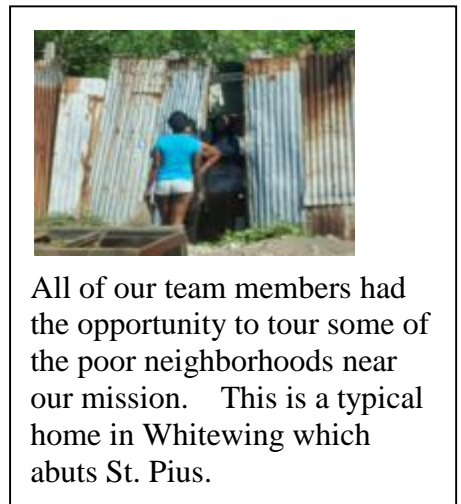 All of our team members had
the opportunity to tour some of
the poor neighborhoods near
our mission.    This is a typical
home in Whitewing which
abuts St. Pius.